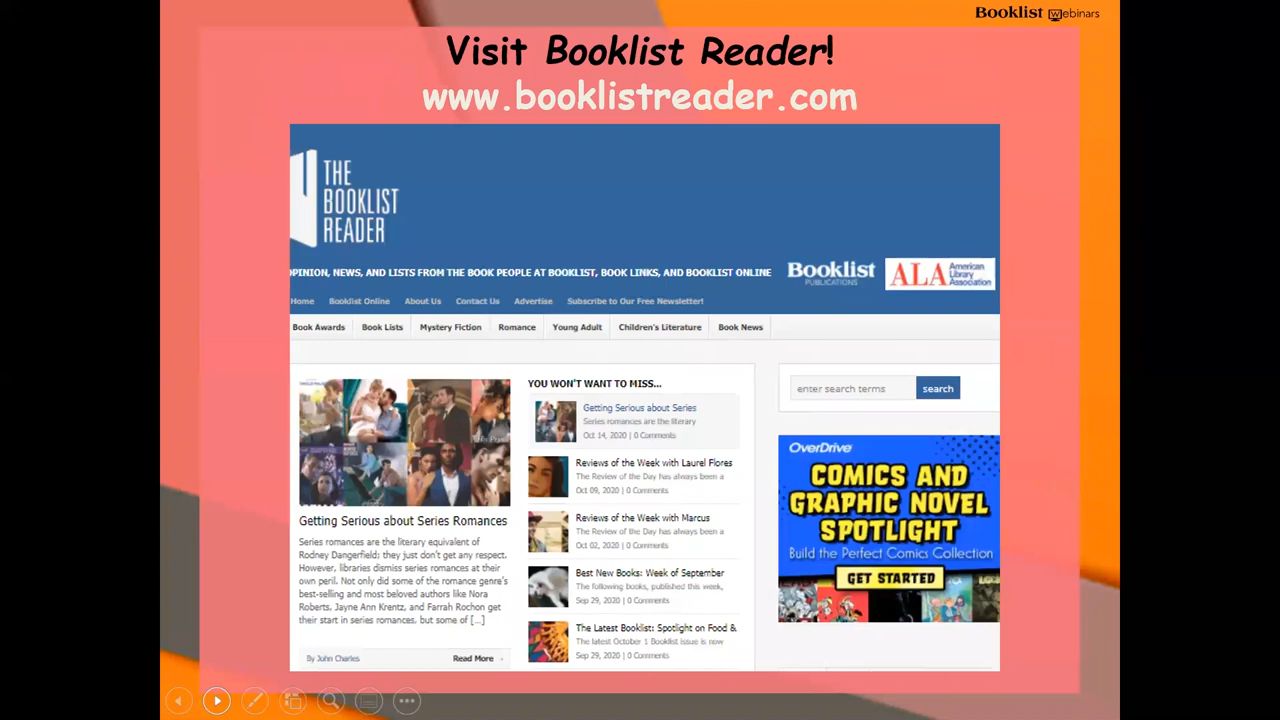 Booklist webinars
Visit Booklist Reader!
www.booklistreader.com
THE
BOOKLIST
READER
OPINION, NEWS, AND LISTS FROM THE BOOK PEOPLE AT BOOKLIST, BOOK LINKS, AND BOOKLIST ONLINE
Booklist
PUBLICATIONS
ALA American
Library
Association
Home Booklist Online About Us Contact Us Advertise Subscribe to Our Free Newsletter!
Book Awards Book Lists Mystery Fiction Romance Young Adult Children's Literature Book News
Getting Serious about Series Romances
Series romances are the literary equivalent of
Rodney Dangerfield; they just don't get any respect.
However, libraries dismiss series romances at their
own peril. Not only did some of the romance genre's
best-selling and most beloved authors like Nora
Roberts, Jayne Ann Krentz, and Farrah Rochon get
their start in series romances, but some of [...]
By John Charles
Read More
YOU WON'T WANT TO MISS...
Getting Serious about Series
Series romances are the literary
Oct 14, 2020 | 0 Comments
Reviews of the Week with Laurel Flores
The Review of the Day has always been a
Oct 09, 2020 | 0 Comments
Reviews of the Week with Marcus
The Review of the Day has always been a
Oct 02, 2020 | 0 Comments
Best New Books: Week of September
The following books, published this week,
Sep 29, 2020 | 0 Comments
The Latest Booklist: Spotlight on Food &
The latest October 1 Booklist issue is now
Sep 29, 2020 | 0 Comments
enter search terms
search
OverDrive
COMICS AND
GRAPHIC NOVEL
SPOTLIGHT
Build the Perfect Comics Collection
GET STARTED